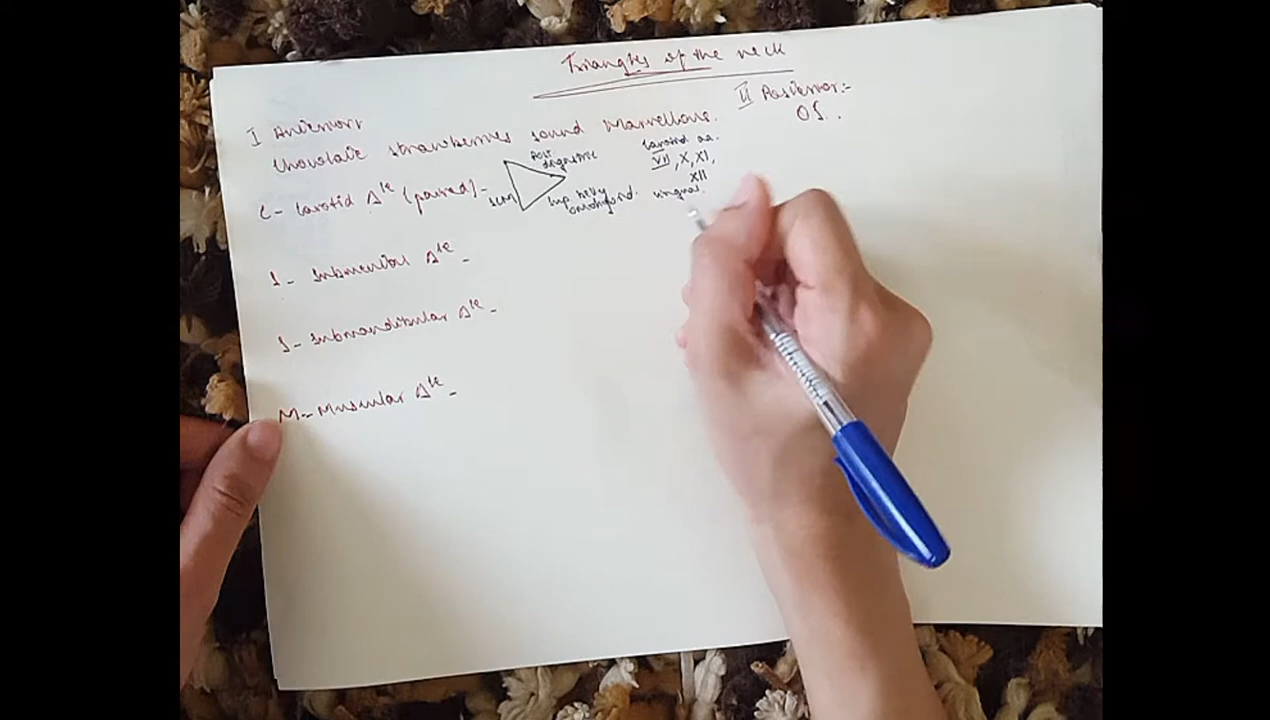 Triangles of the neck
I Anterior:
Chocolate strawberries sound Marvellous.
C- Carotid Δle (paired) -
SCM
Post digastric
Sup. belly omohyoid.
Carotid aa.
VII, X, XI,
XII
lingual.
S- Submental Δle -
S- Submandibular Δle -
M- Muscular Δle -
II Posterior:-
OS..